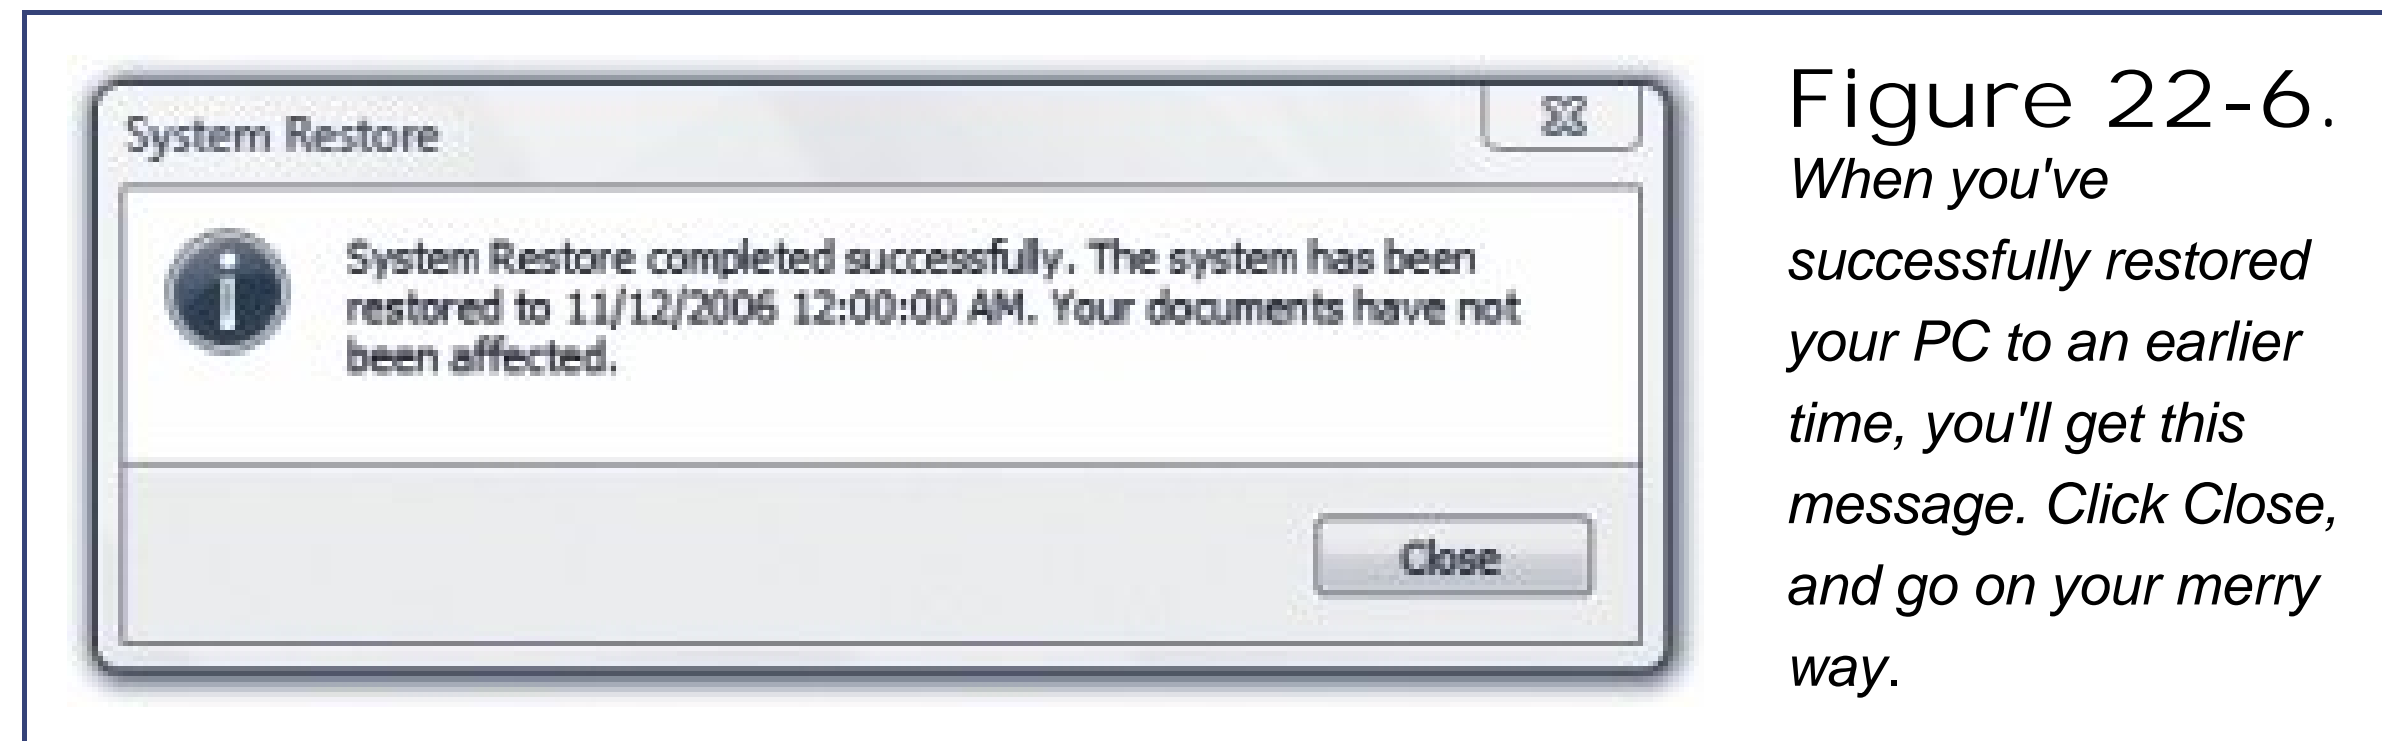 System Restore
System Restore completed successfully. The system has been
restored to 11/12/2006 12:00:00 AM. Your documents have not
been affected.
Close
Figure 22-6.
When you've
successfully restored
your PC to an earlier
time, you'll get this
message. Click Close,
and go on your merry
way.